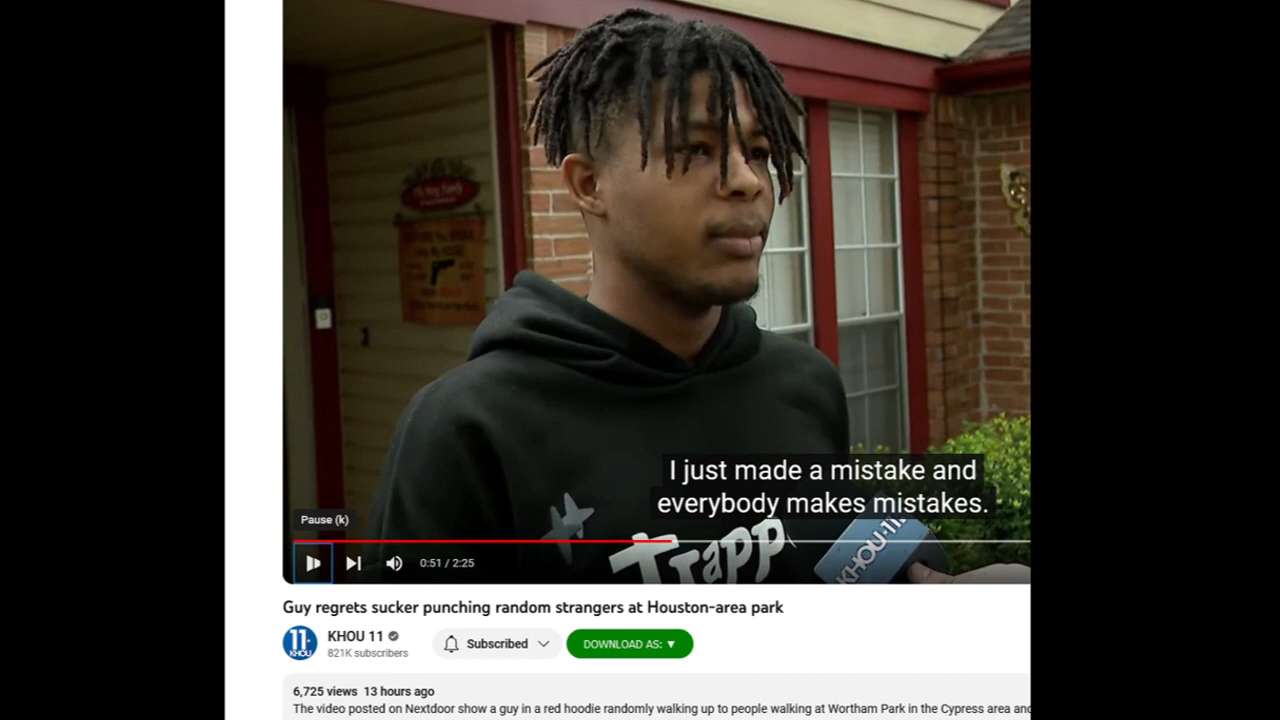 I just made a mistake and
everybody makes mistakes.
Pause (k)
Trapp
KHOU-11
0:51 / 2:25
Guy regrets sucker punching random strangers at Houston-area park
11
KHOU
KHOU 11
821K subscribers
Subscribed
DOWNLOAD AS: ▼
6,725 views 13 hours ago
The video posted on Nextdoor show a guy in a red hoodie randomly walking up to people walking at Wortham Park in the Cypress area and